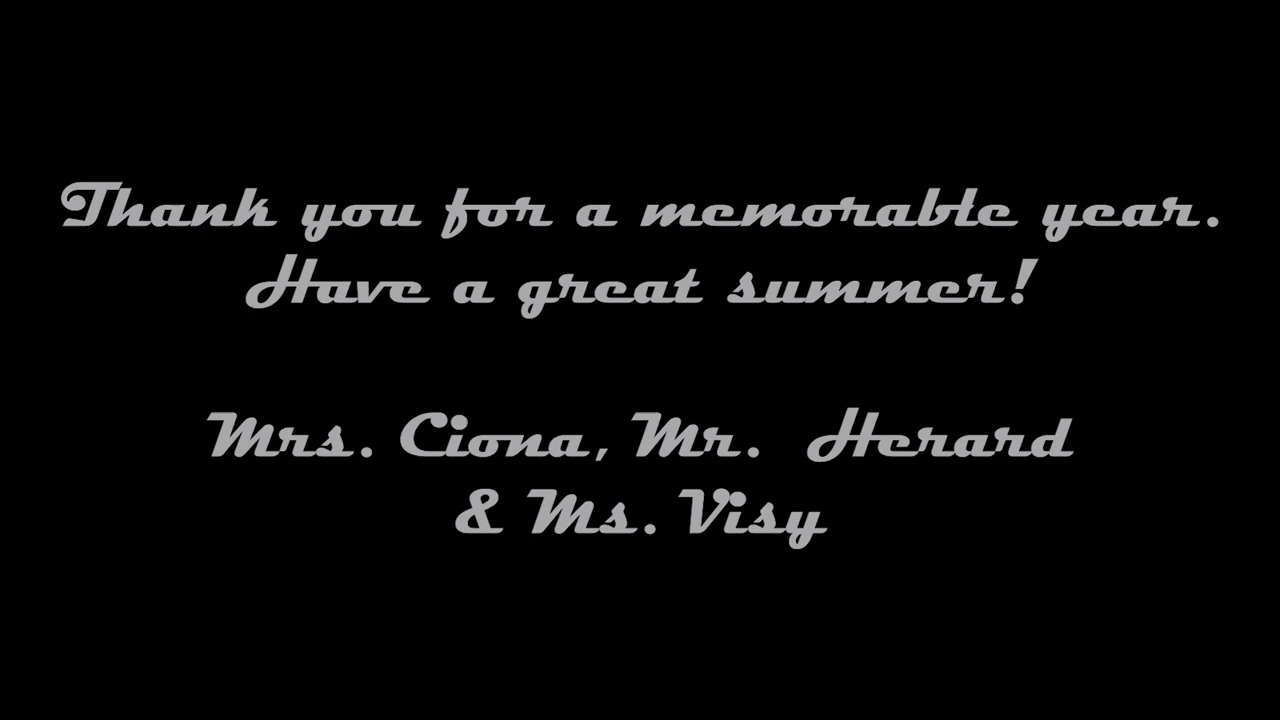 Thank you for a memorable year.
Have a great summer!
Mrs. Ciona, Mr. Herard
& Ms. Visy